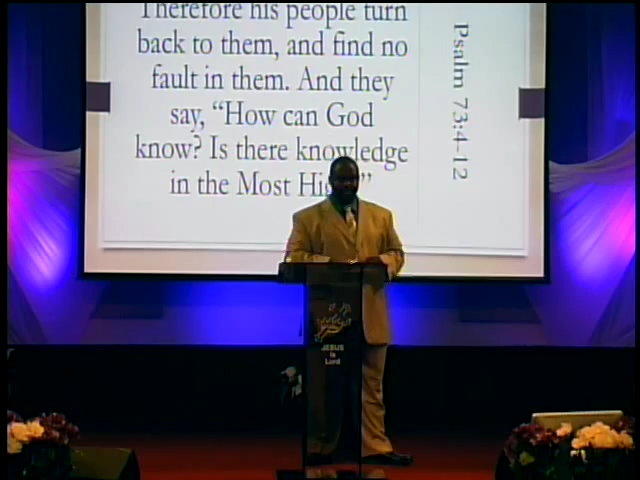 Therefore his people turn
back to them, and find no
fault in them. And they
say, “How can God
know? Is there knowledge
in the Most
Psalm 73:4-12
JESUS
is
Lord